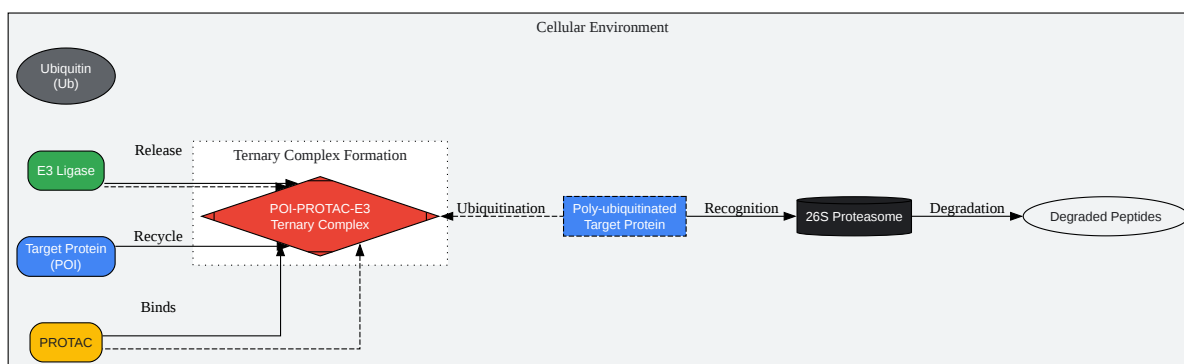 Cellular Environment
Ubiquitin
(Ub)
E3 Ligase
Release
Ternary Complex Formation
POI-PROTAC-E3
Ternary Complex
Ubiquitination
Poly-ubiquitinated
Target Protein
Recognition
26S Proteasome
Degradation
Degraded Peptides
Recycle
Target Protein
(POI)
Binds
PROTAC